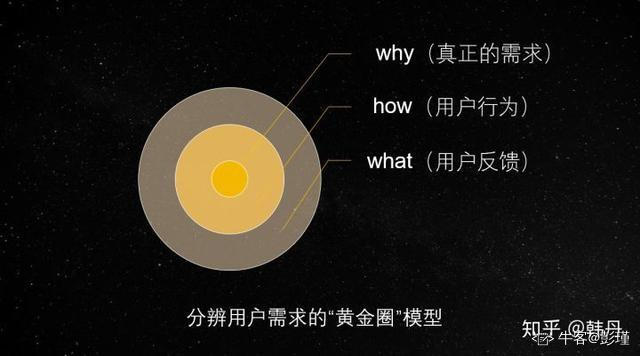 why（真正的需求）
how（用户行为）
what（用户反馈）
分辨用户需求的“黄金圈”模型
知乎 @韩丹
牛客@彭瑾